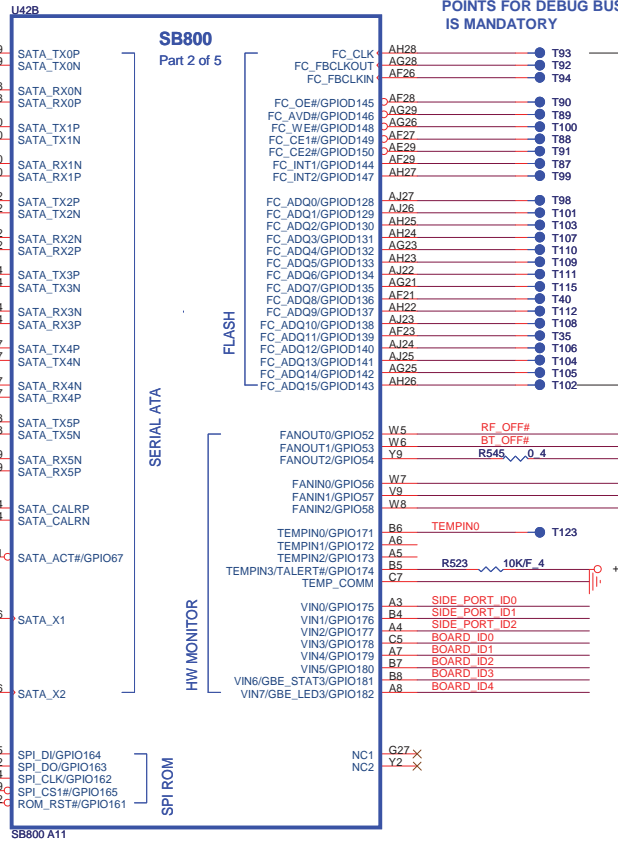 POINTS FOR DEBUG BUS
IS MANDATORY
U42B
SB800
Part 2 of 5
SATA_TX0P
SATA_TX0N
SATA_RX0N
SATA_RX0P
SATA_TX1P
SATA_TX1N
SATA_RX1N
SATA_RX1P
SATA_TX2P
SATA_TX2N
SATA_RX2N
SATA_RX2P
SATA_TX3P
SATA_TX3N
SATA_RX3N
SATA_RX3P
SATA_TX4P
SATA_TX4N
SATA_RX4N
SATA_RX4P
SATA_TX5P
SATA_TX5N
SATA_RX5N
SATA_RX5P
SATA_CALRP
SATA_CALRN
SATA_ACT#/GPIO67
SATA_X1
SATA_X2
SERIAL ATA
SPI_DI/GPIO164
SPI_DO/GPIO163
SPI_CLK/GPIO162
SPI_CS1#/GPIO165
ROM_RST#/GPIO161
SPI ROM
FLASH
FC_CLK AH28 T93
FC_FBCLKOUT AG28 T92
FC_FBCLKIN AF26 T94
FC_OE#/GPIOD145 AF28 T90
FC_AVD#/GPIOD146 AG29 T89
FC_WE#/GPIOD148 AG26 T100
FC_CE1#/GPIOD149 AF27 T88
FC_CE2#/GPIOD150 AE29 T91
FC_INT1/GPIOD144 AF29 T87
FC_INT2/GPIOD147 AH27 T99
FC_ADQ0/GPIOD128 AJ27 T98
FC_ADQ1/GPIOD129 AJ26 T101
FC_ADQ2/GPIOD130 AH25 T103
FC_ADQ3/GPIOD131 AH24 T107
FC_ADQ4/GPIOD132 AG23 T110
FC_ADQ5/GPIOD133 AH23 T109
FC_ADQ6/GPIOD134 AJ22 T111
FC_ADQ7/GPIOD135 AG21 T115
FC_ADQ8/GPIOD136 AF21 T40
FC_ADQ9/GPIOD137 AH22 T112
FC_ADQ10/GPIOD138 AJ23 T108
FC_ADQ11/GPIOD139 AF23 T35
FC_ADQ12/GPIOD140 AJ24 T106
FC_ADQ13/GPIOD141 AJ25 T104
FC_ADQ14/GPIOD142 AG25 T105
FC_ADQ15/GPIOD143 AH26 T102
HW MONITOR
FANOUT0/GPIO52 W5 RF_OFF#
FANOUT1/GPIO53 W6 BT_OFF#
FANOUT2/GPIO54 Y9 R545 0_4
FANIN0/GPIO56 W7
FANIN1/GPIO57 V9
FANIN2/GPIO58 W8
TEMPIN0/GPIO171 B6 TEMPIN0 T123
TEMPIN1/GPIO172 A6
TEMPIN2/GPIO173 A5
TEMPIN3/TALERT#/GPIO174 B5 R523 10K/F_4 +
TEMP_COMM C7
VIN0/GPIO175 A3 SIDE_PORT_ID0
VIN1/GPIO176 B4 SIDE_PORT_ID1
VIN2/GPIO177 A4 SIDE_PORT_ID2
VIN3/GPIO178 C5 BOARD_ID0
VIN4/GPIO179 A7 BOARD_ID1
VIN5/GPIO180 B7 BOARD_ID2
VIN6/GBE_STAT3/GPIO181 B8 BOARD_ID3
VIN7/GBE_LED3/GPIO182 A8 BOARD_ID4
NC1 G27
NC2 Y2
SB800 A11